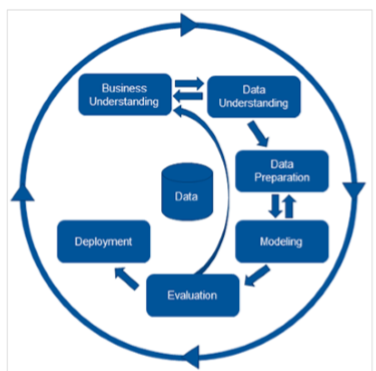 Business
Understanding
Data
Understanding
Data
Preparation
Data
Deployment
Modeling
Evaluation